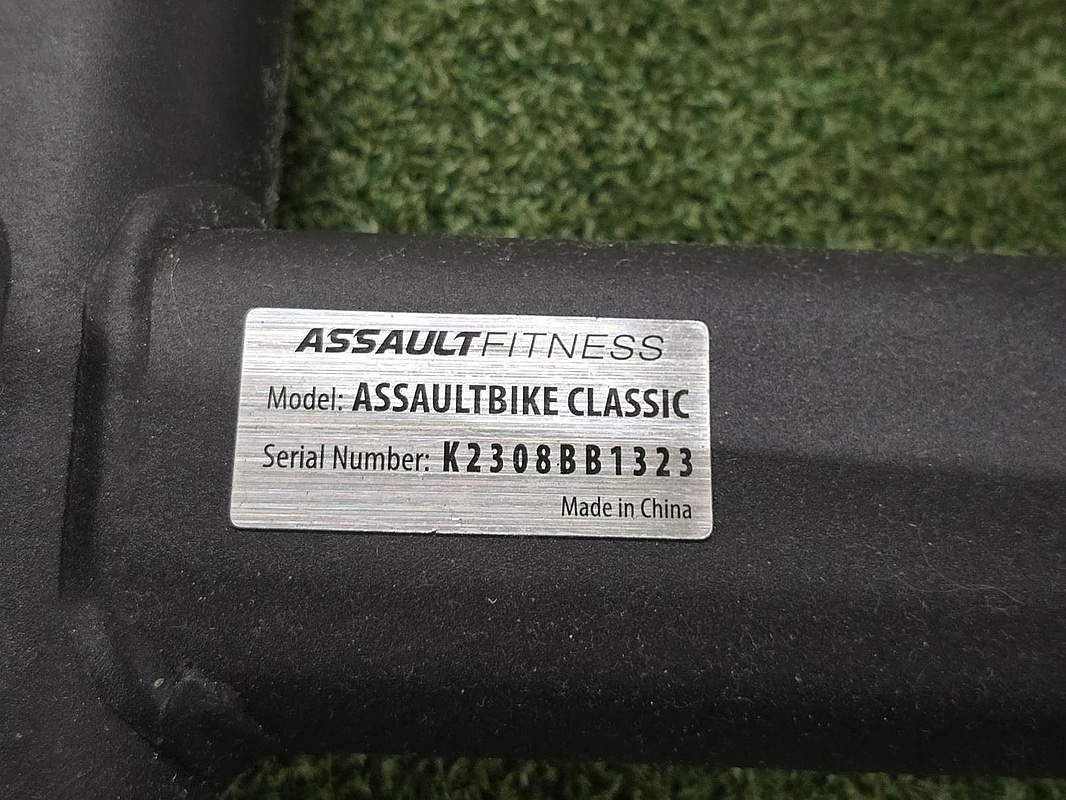 ASSAULTFITNESS
Model: ASSAULTBIKE CLASSIC
Serial Number: K2308BB1323
Made in China